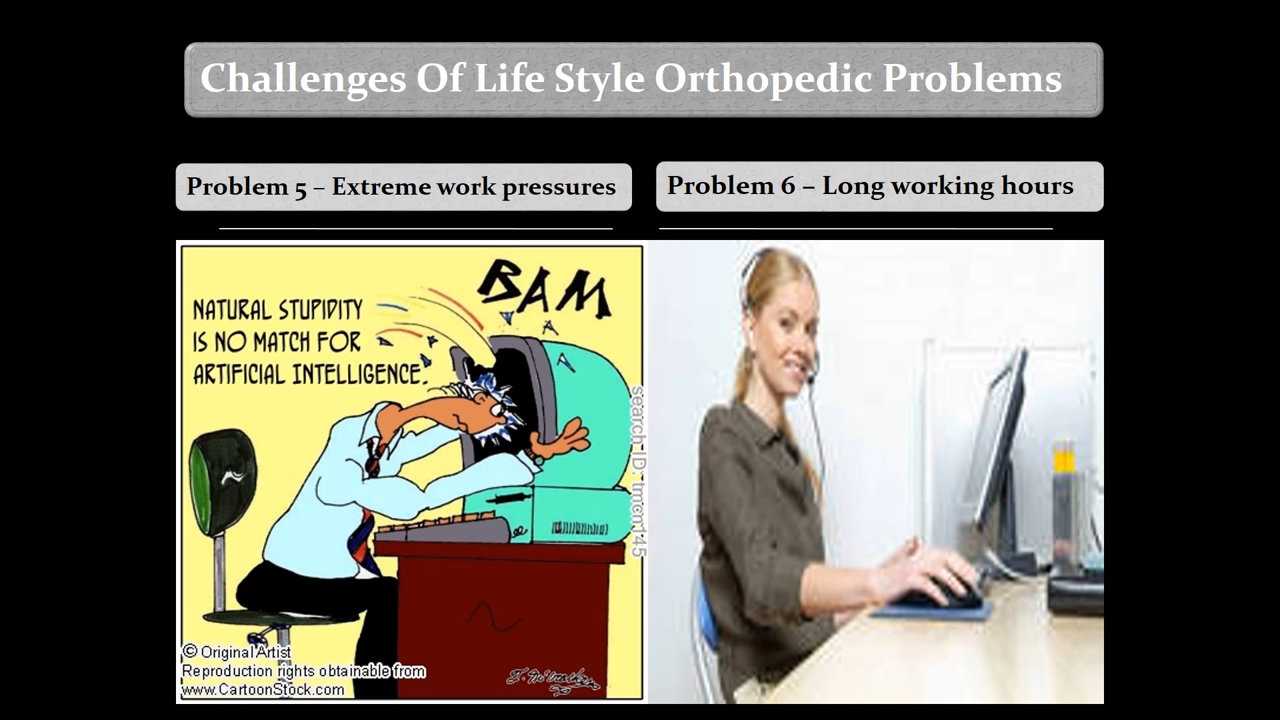 Challenges Of Life Style Orthopedic Problems
Problem 5 – Extreme work pressures
Problem 6 – Long working hours
BAM
NATURAL STUPIDITY
IS NO MATCH FOR
ARTIFICIAL INTELLIGENCE.
search ID: tmcn145
© Original Artist
Reproduction rights obtainable from
www.CartoonStock.com